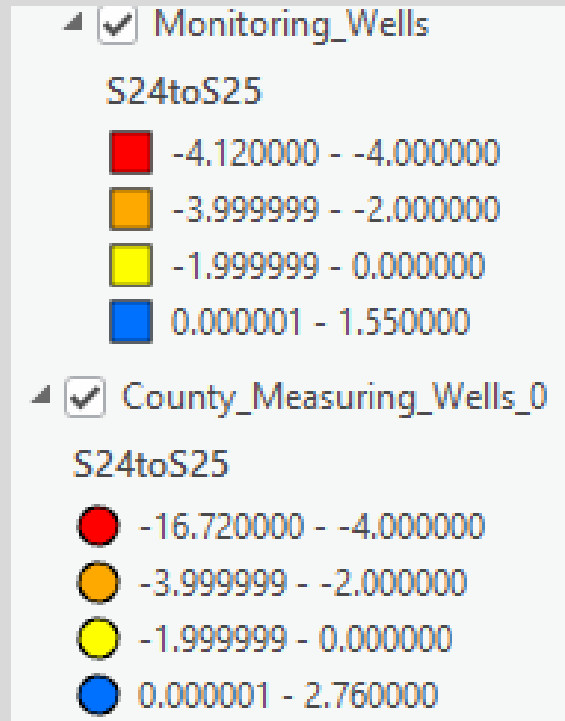 Monitoring_Wells
S24toS25
-4.120000 - -4.000000
-3.999999 - -2.000000
-1.999999 - 0.000000
0.000001 - 1.550000
County_Measuring_Wells_0
S24toS25
-16.720000 - -4.000000
-3.999999 - -2.000000
-1.999999 - 0.000000
0.000001 - 2.760000